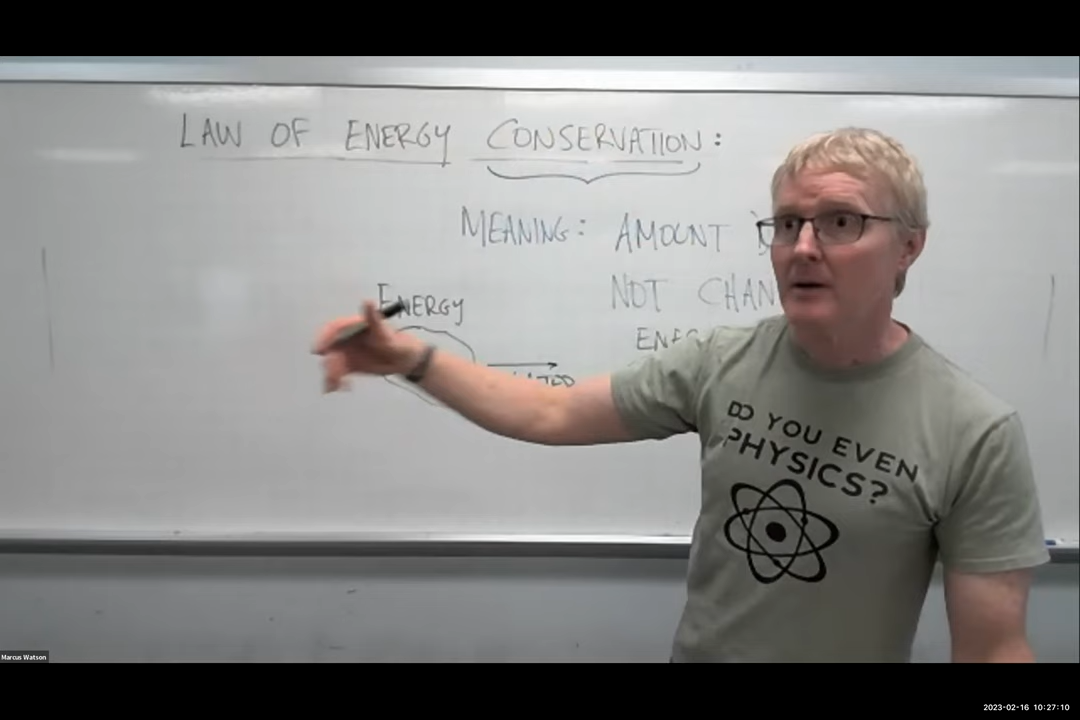 LAW OF ENERGY CONSERVATION:
MEANING: AMOUNT
NOT CHAN
ENERGY
ENE
DO YOU EVEN
PHYSICS?
Marcus Watson
2023-02-16 10:27:10